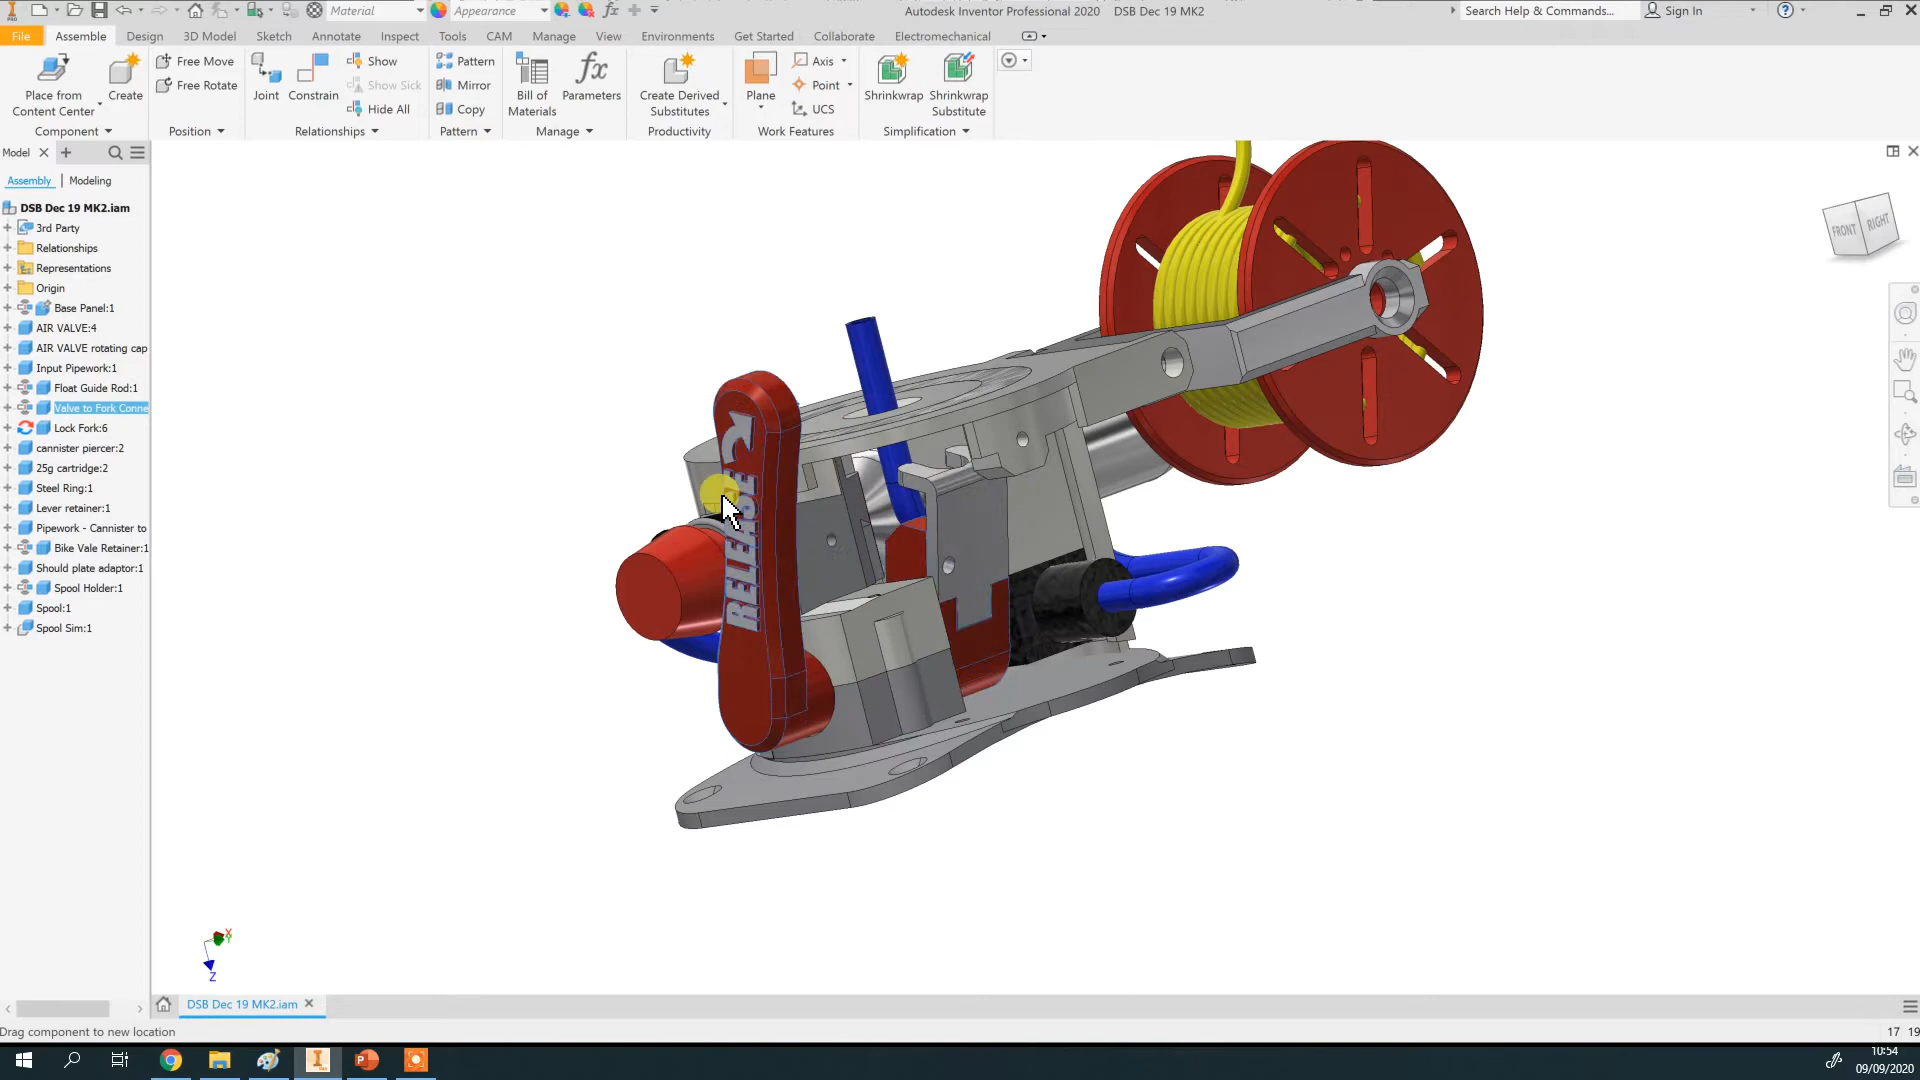 Material
Appearance
Autodesk Inventor Professional 2020 DSB Dec 19 MK2
Search Help & Commands...
Sign In
File
Assemble
Design
3D Model
Sketch
Annotate
Inspect
Tools
CAM
Manage
View
Environments
Get Started
Collaborate
Electromechanical
Place from
Content Center
Create
Free Move
Free Rotate
Joint
Constrain
Show
Show Sick
Hide All
Pattern
Mirror
Copy
Bill of
Materials
Parameters
Create Derived
Substitutes
Plane
Axis
Point
UCS
Shrinkwrap
Shrinkwrap
Substitute
Component
Position
Relationships
Pattern
Manage
Productivity
Work Features
Simplification
Model
Assembly
Modeling
DSB Dec 19 MK2.iam
3rd Party
Relationships
Representations
Origin
Base Panel:1
AIR VALVE:4
AIR VALVE rotating cap
Input Pipework:1
Float Guide Rod:1
Valve to Fork Conne
Lock Fork:6
cannister piercer:2
25g cartridge:2
Steel Ring:1
Lever retainer:1
Pipework - Cannister to
Bike Vale Retainer:1
Should plate adaptor:1
Spool Holder:1
Spool:1
Spool Sim:1
FRONT
RIGHT
RELEASE
X
Y
Z
DSB Dec 19 MK2.iam
Drag component to new location
17 19
10:54
09/09/2020